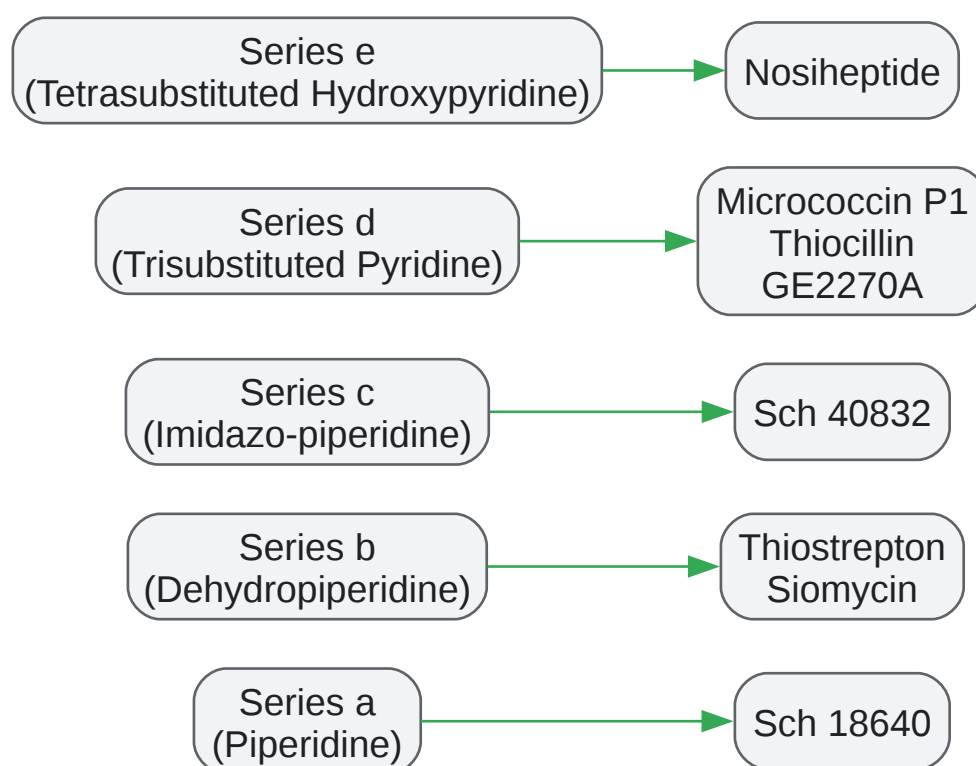 Series e
(Tetrasubstituted Hydroxypyridine)
Nosiheptide
Series d
(Trisubstituted Pyridine)
Micrococcin P1
Thiocillin
GE2270A
Series c
(Imidazo-piperidine)
Sch 40832
Series b
(Dehydropiperidine)
Thiostrepton
Siomycin
Series a
(Piperidine)
Sch 18640